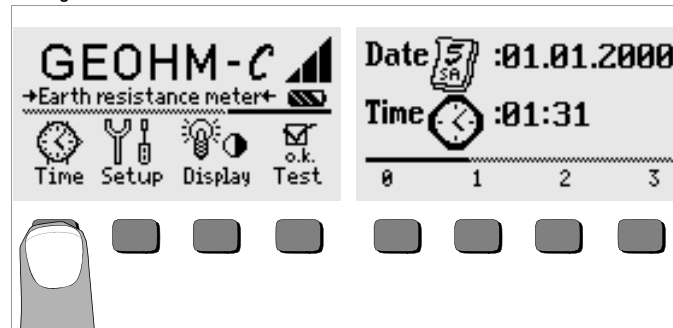 GEOHM-C
→Earth resistance meter←
Time Setup Display o.k. Test
Date 5 SA :01.01.2000
Time :01:31
0 1 2 3